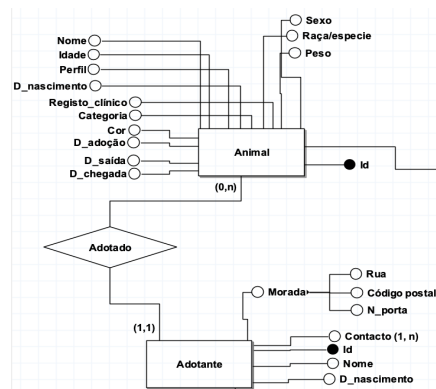 Sexo
Nome
Raça/especie
Idade
Peso
Perfil
D_nascimento
Registo_clínico
Categoria
Cor
D_adoção
Animal
D_saída
Id
D_chegada
(0,n)
Adotado
Rua
Morada
Código postal
N_porta
(1,1)
Contacto (1, n)
Id
Adotante
Nome
D_nascimento